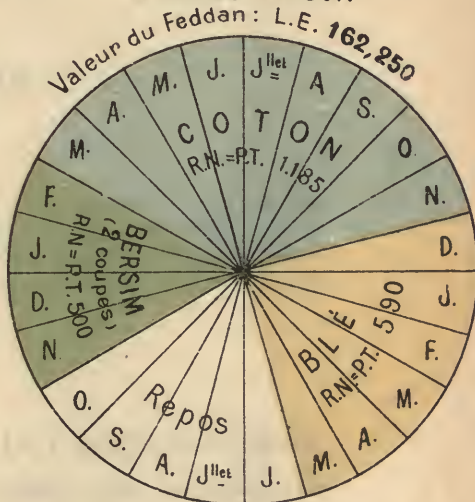 Valeur du Feddan : L.E. 162,250
N. D. J. F. M. A. M. J. Jllet A S. O. N. D. J. F. M. A. M. J. Jllet A. S. O.
BERSIM
(2 coupes)
R.N=P.T.500
COTON
R.N.=P.T. 1.185
BLÉ
R.N.=P.T. 590
Repos